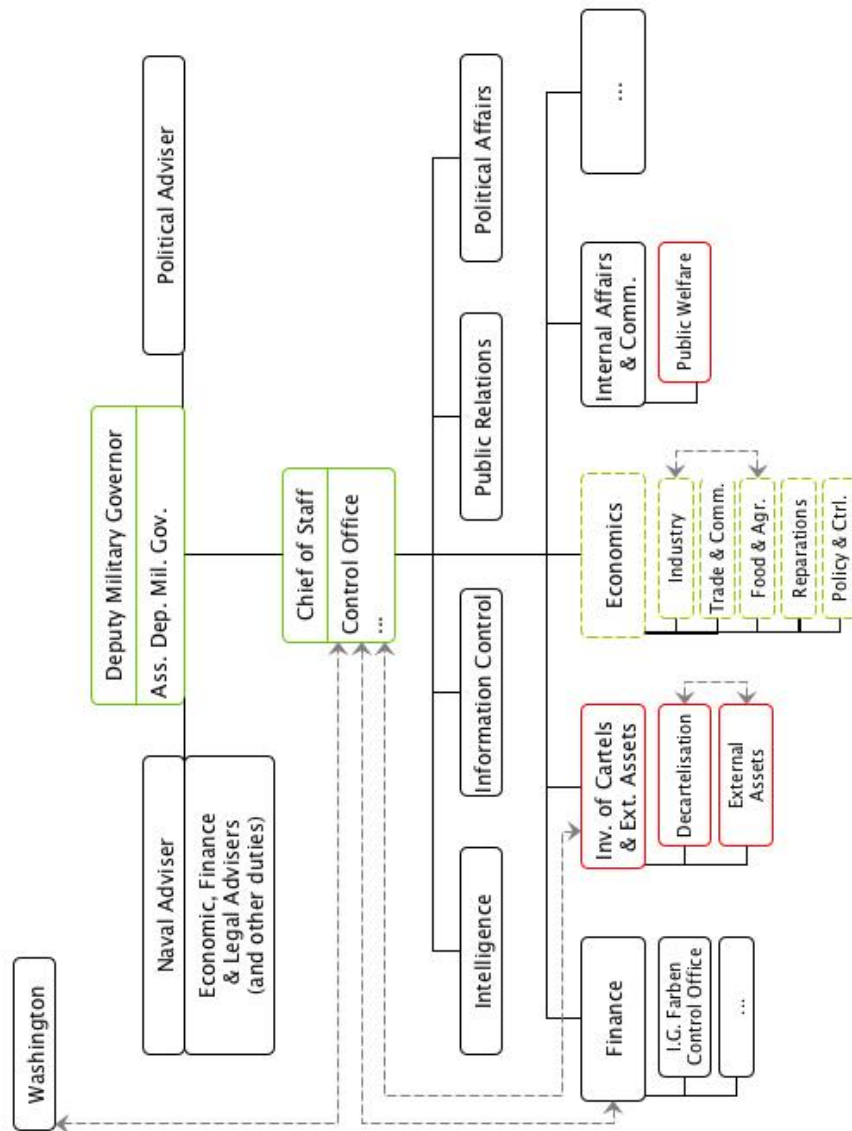 Washington
Deputy Military Governor
Ass. Dep. Mil. Gov.
Naval Adviser
Economic, Finance
& Legal Advisers
(and other duties)
Political Adviser
Chief of Staff
Control Office
...
Intelligence
Information Control
Public Relations
Political Affairs
Finance
I.G. Farben
Control Office
...
Inv. of Cartels
& Ext. Assets
Decartelisation
External
Assets
Economics
Industry
Trade & Comm.
Food & Agr.
Reparations
Policy & Ctrl.
Internal Affairs
& Comm.
Public Welfare
...